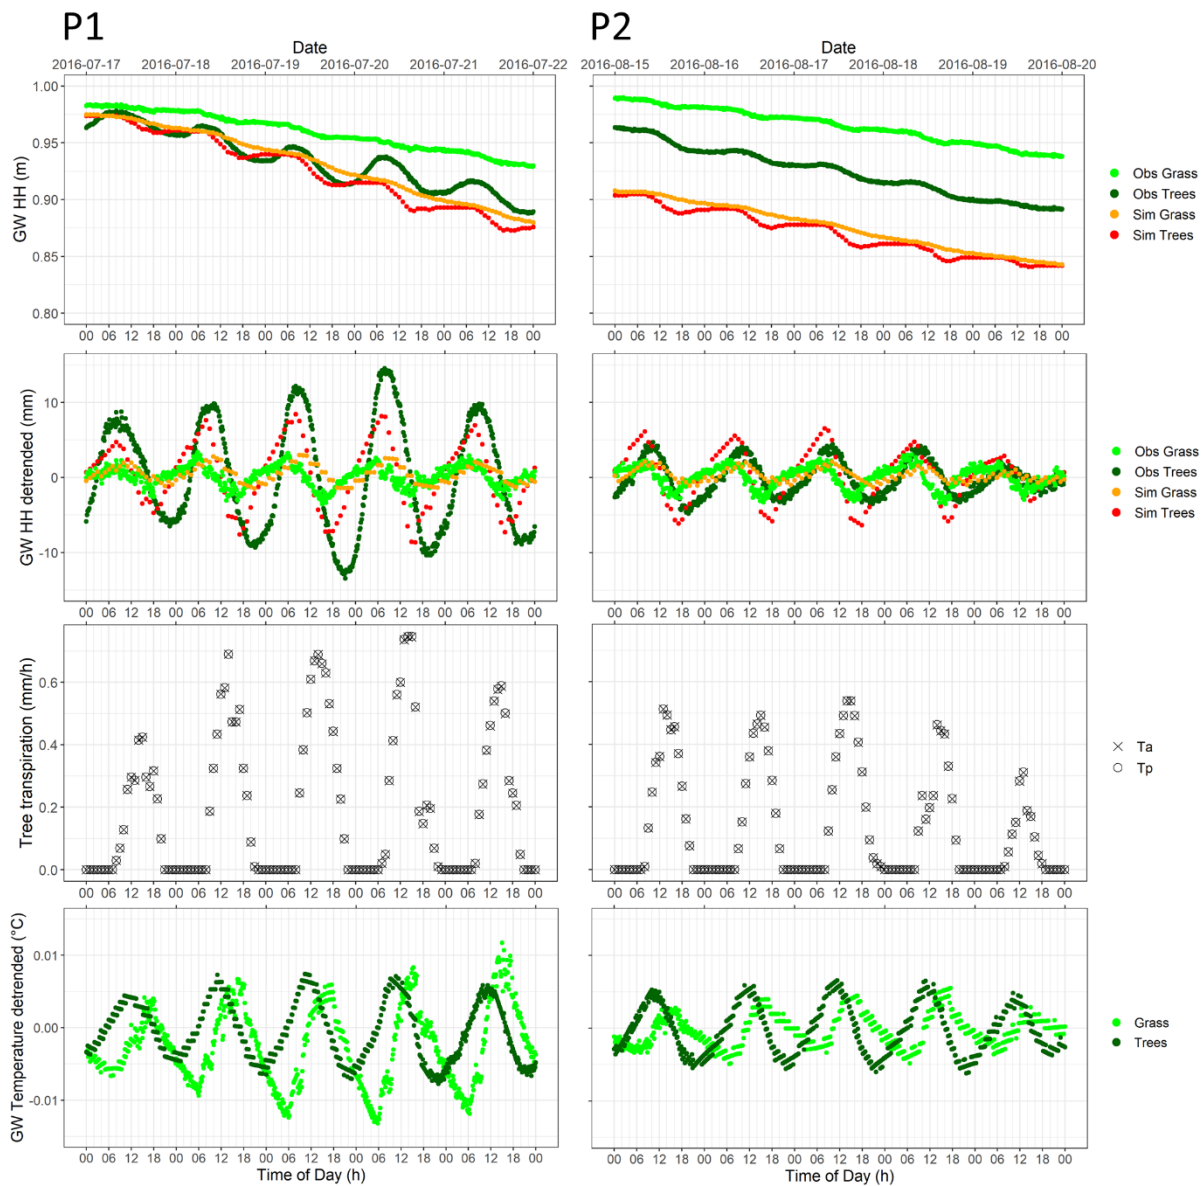 P1
P2
Date
Date
2016-07-17 2016-07-18 2016-07-19 2016-07-20 2016-07-21 2016-07-22
2016-08-15 2016-08-16 2016-08-17 2016-08-18 2016-08-19 2016-08-20
GW HH (m)
1.00
0.95
0.90
0.85
0.80
00 06 12 18 00 06 12 18 00 06 12 18 00 06 12 18 00 06 12 18 00
00 06 12 18 00 06 12 18 00 06 12 18 00 06 12 18 00 06 12 18 00
Obs Grass
Obs Trees
Sim Grass
Sim Trees
GW HH detrended (mm)
10
0
-10
00 06 12 18 00 06 12 18 00 06 12 18 00 06 12 18 00 06 12 18 00
00 06 12 18 00 06 12 18 00 06 12 18 00 06 12 18 00 06 12 18 00
Obs Grass
Obs Trees
Sim Grass
Sim Trees
Tree transpiration (mm/h)
0.6
0.4
0.2
0.0
00 06 12 18 00 06 12 18 00 06 12 18 00 06 12 18 00 06 12 18 00
00 06 12 18 00 06 12 18 00 06 12 18 00 06 12 18 00 06 12 18 00
Ta
Tp
GW Temperature detrended (°C)
0.01
0.00
-0.01
00 06 12 18 00 06 12 18 00 06 12 18 00 06 12 18 00 06 12 18 00
00 06 12 18 00 06 12 18 00 06 12 18 00 06 12 18 00 06 12 18 00
Time of Day (h)
Time of Day (h)
Grass
Trees